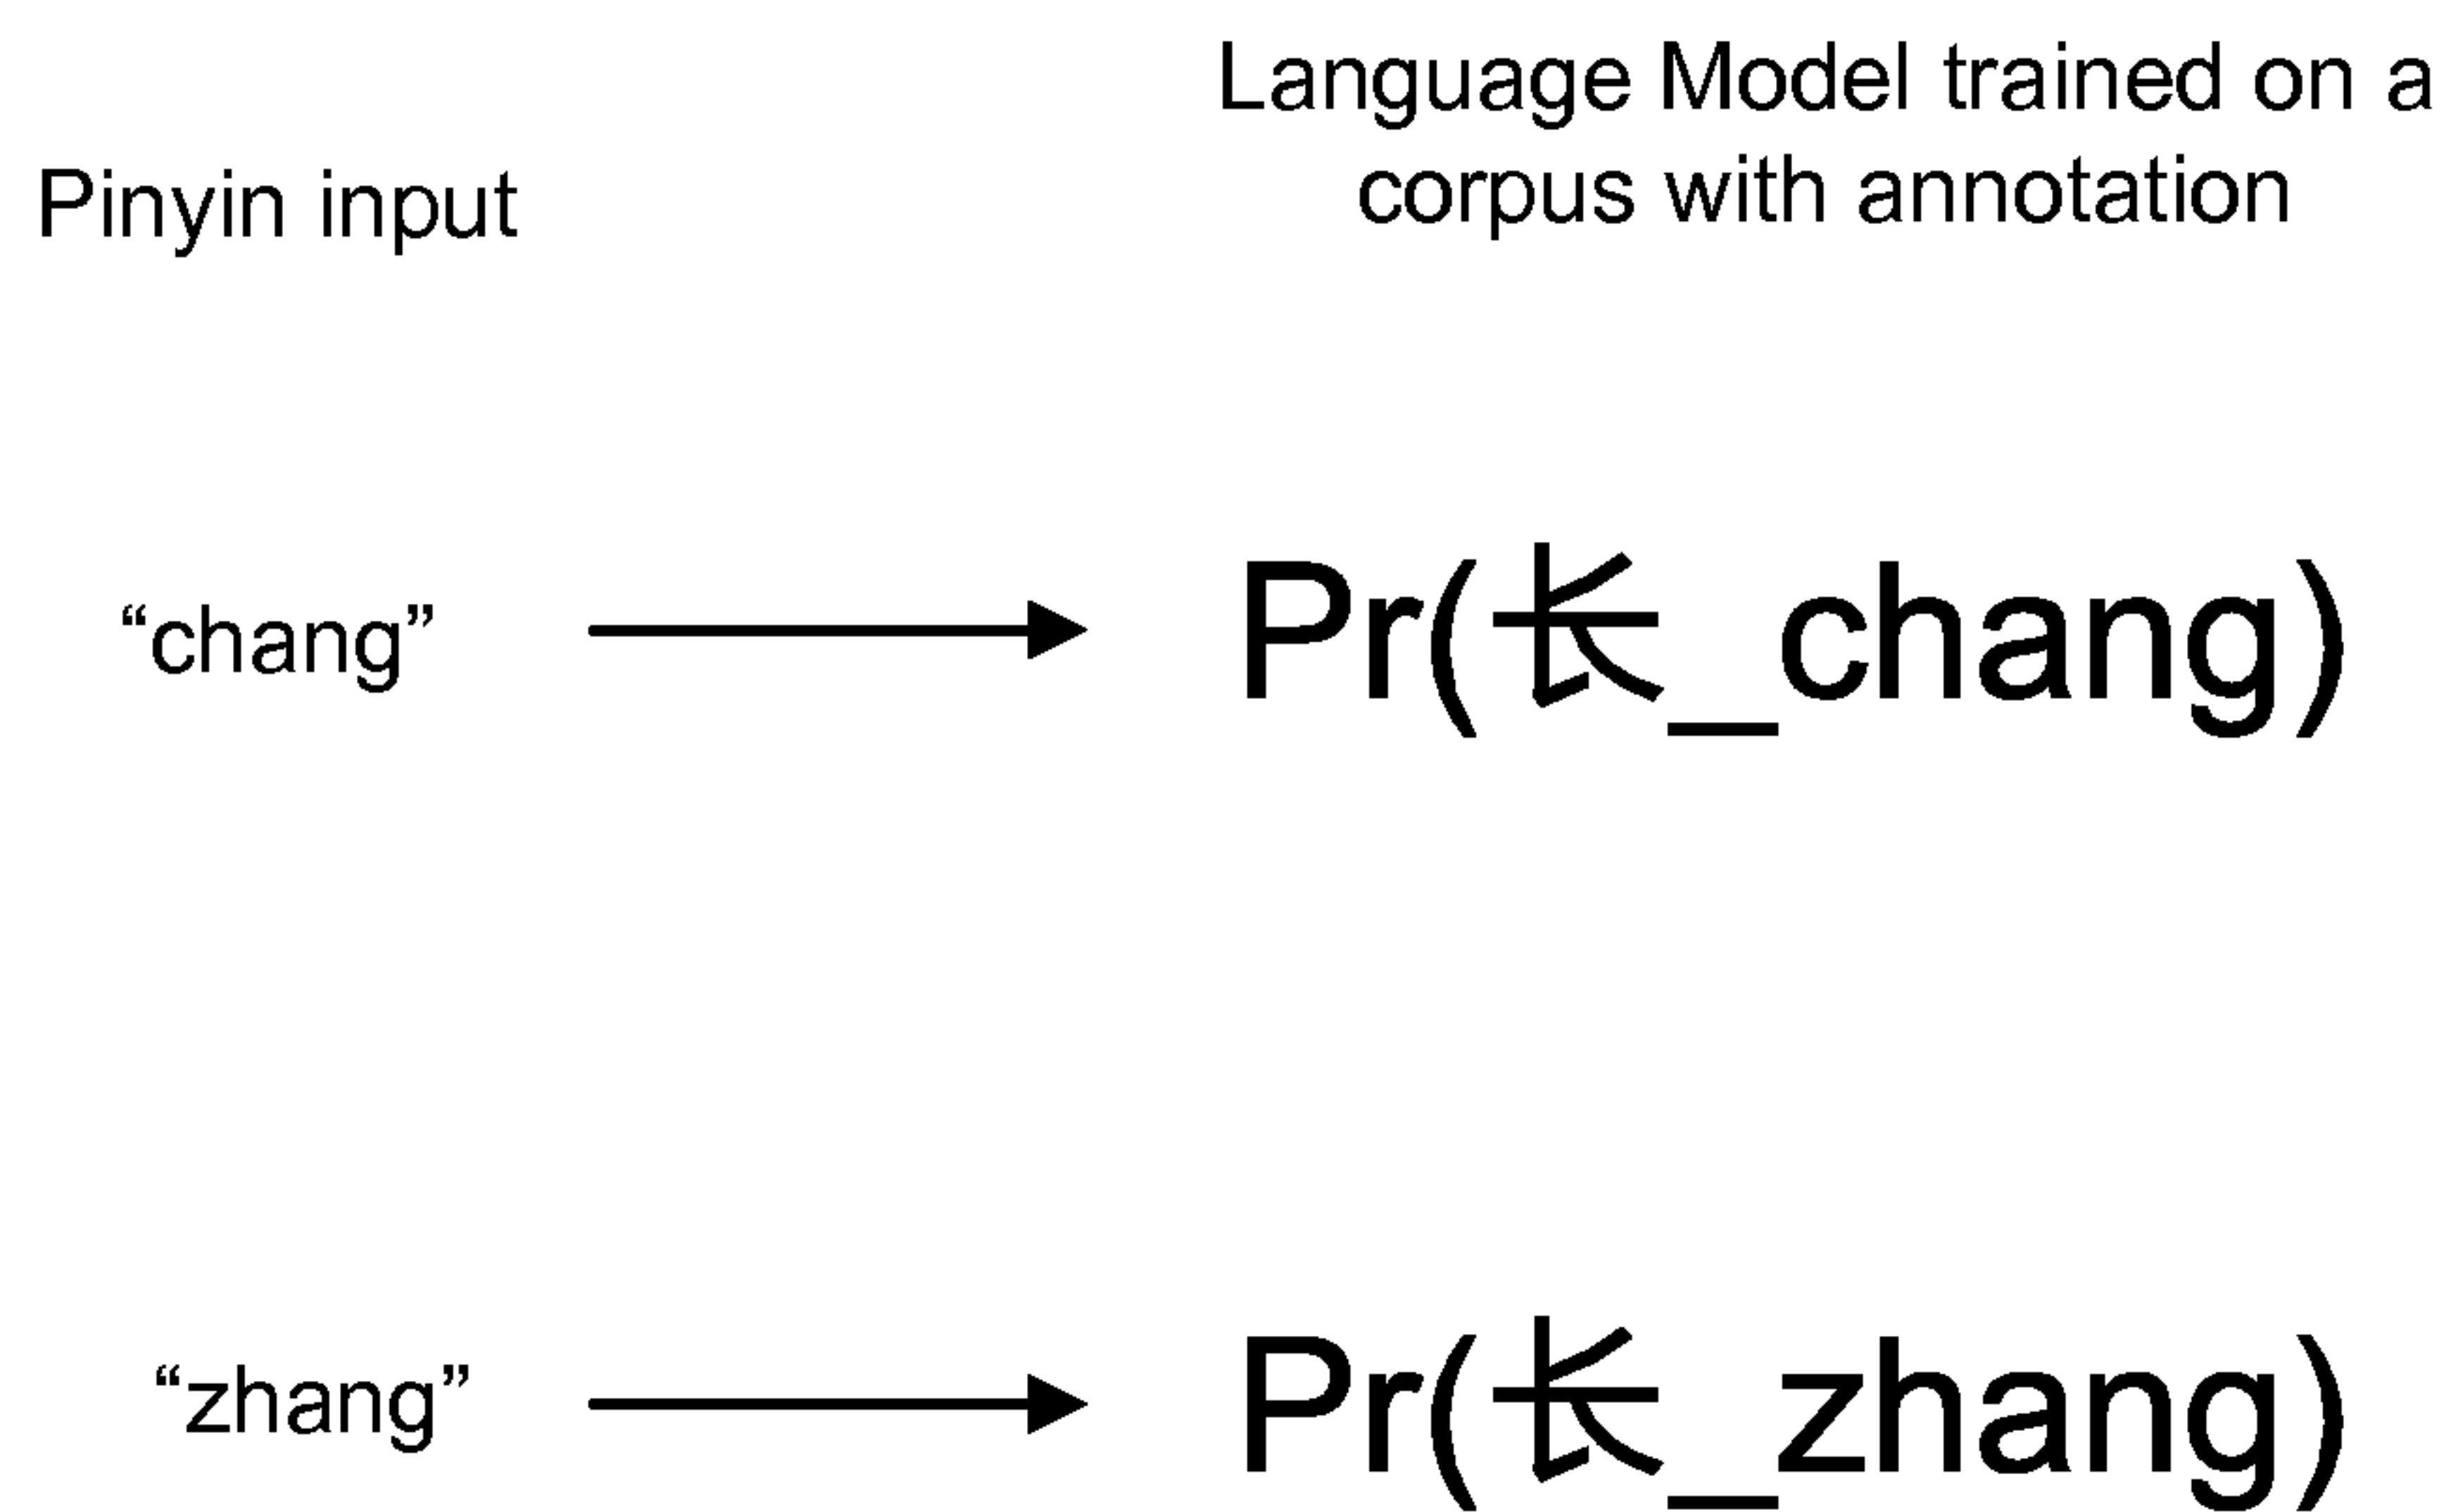 Pinyin input
Language Model trained on a
corpus with annotation
“chang”
Pr(长_chang)
“zhang”
Pr(长_zhang)